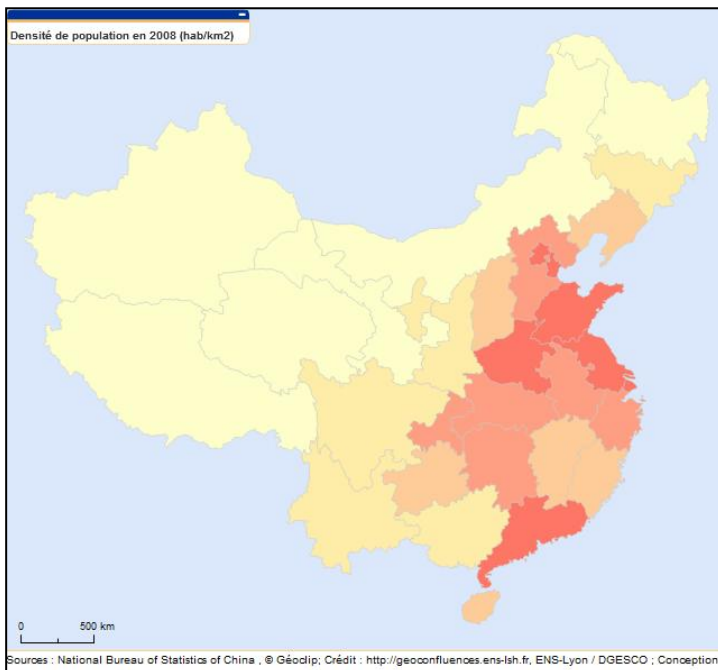 Densité de population en 2008 (hab/km2)
0 500 km
Sources : National Bureau of Statistics of China , © Géoclip; Crédit : http://geoconfluences.ens-lsh.fr, ENS-Lyon / DGESCO ; Conception